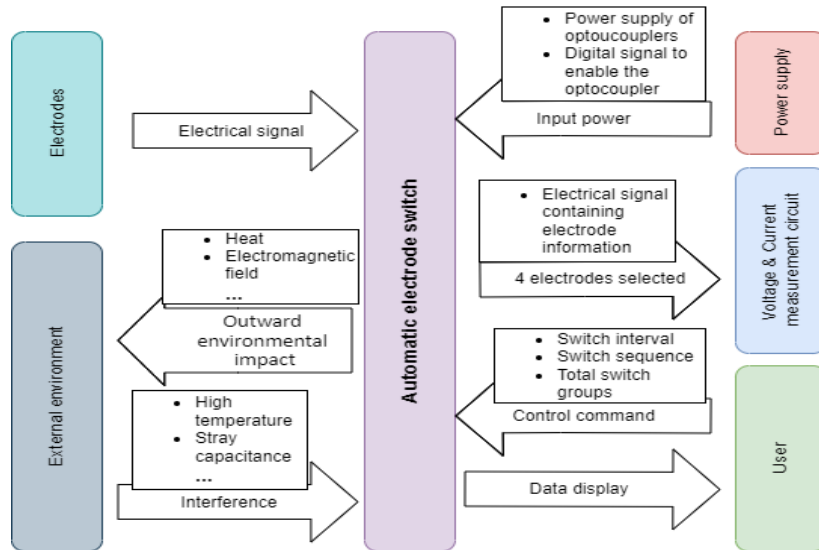 Electrodes
Electrical signal
External environment
Heat
Electromagnetic
field
...
Outward
environmental
impact
High
temperature
Stray
capacitance
...
Interference
Automatic electrode switch
Power supply of
optoucouplers
Digital signal to
enable the
optocoupler
Input power
Power supply
Electrical signal
containing
electrode
information
4 electrodes selected
Voltage & Current
measurement circuit
Switch interval
Switch sequence
Total switch
groups
Control command
Data display
User